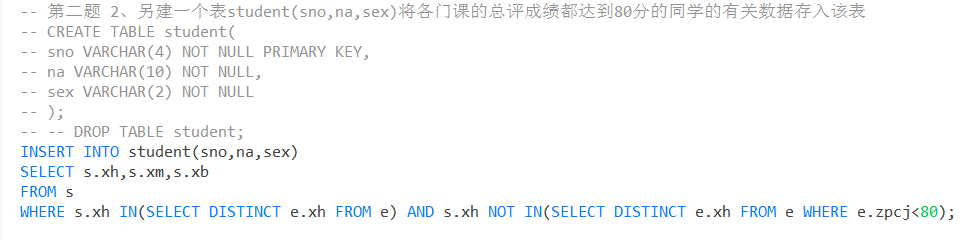 -- 第二题 2、另建一个表student(sno,na,sex)将各门课的总评成绩都达到80分的同学的有关数据存入该表
-- CREATE TABLE student(
-- sno VARCHAR(4) NOT NULL PRIMARY KEY,
-- na VARCHAR(10) NOT NULL,
-- sex VARCHAR(2) NOT NULL
-- );
-- -- DROP TABLE student;
INSERT INTO student(sno,na,sex)
SELECT s.xh,s.xm,s.xb
FROM s
WHERE s.xh IN(SELECT DISTINCT e.xh FROM e) AND s.xh NOT IN(SELECT DISTINCT e.xh FROM e WHERE e.zpcj<80);